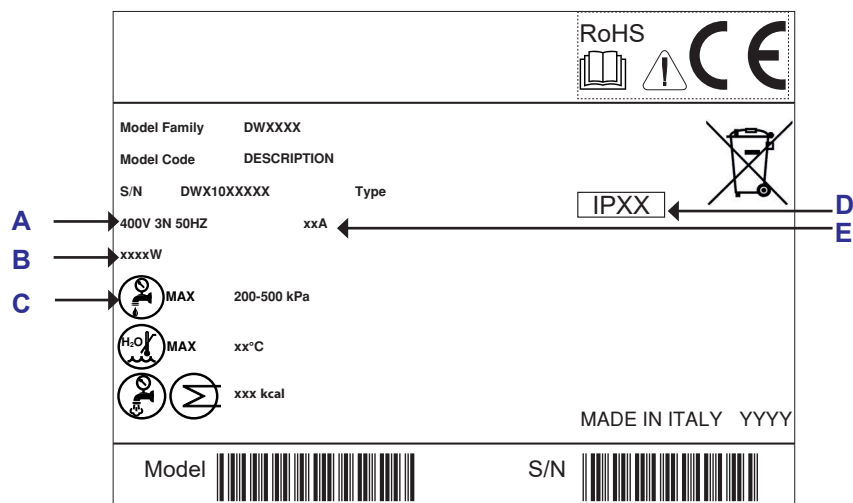 RoHS
CE
Model Family DWXXXX
Model Code DESCRIPTION
S/N DWX10XXXXX Type
IPXX
D
A
400V 3N 50HZ xxA
E
B
xxxxW
C
MAX 200-500 kPa
H₂O MAX xx°C
xxx kcal
MADE IN ITALY YYYY
Model S/N